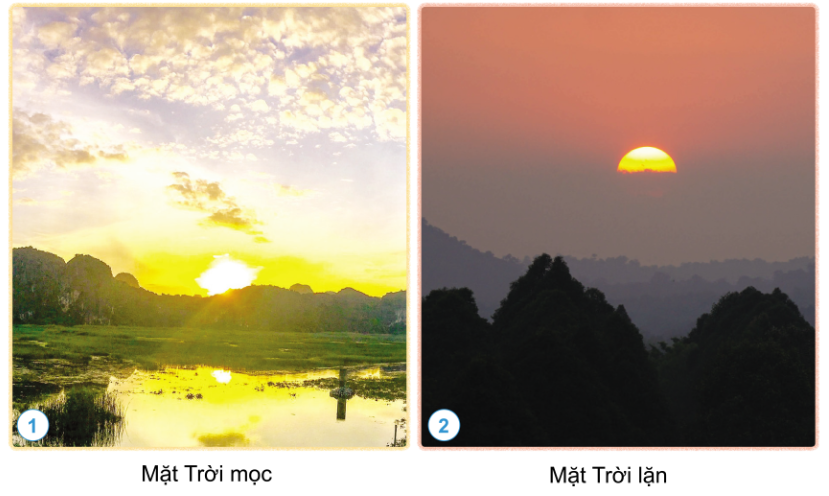 1
2
Mặt Trời mọc
Mặt Trời lặn